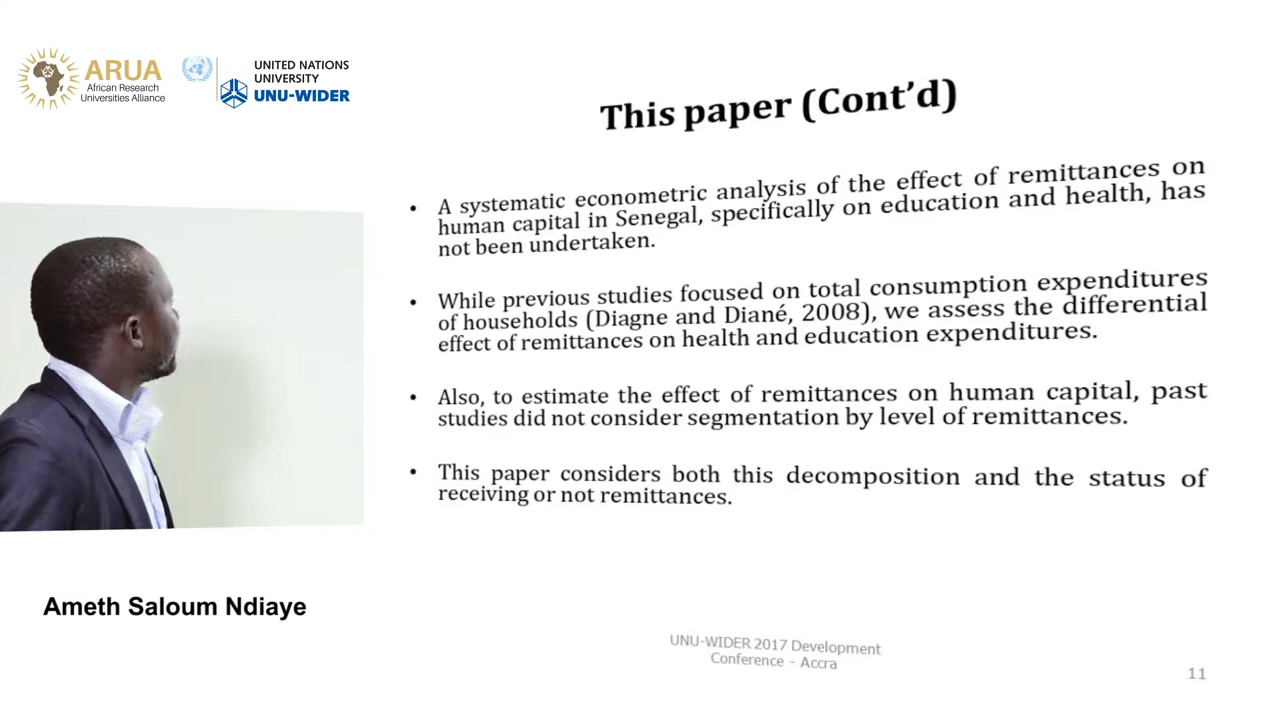 ARUA
African Research
Universities Alliance
UNITED NATIONS
UNIVERSITY
UNU-WIDER
This paper (Cont’d)
• A systematic econometric analysis of the effect of remittances on
human capital in Senegal, specifically on education and health, has
not been undertaken.
• While previous studies focused on total consumption expenditures
of households (Diagne and Diané, 2008), we assess the differential
effect of remittances on health and education expenditures.
• Also, to estimate the effect of remittances on human capital, past
studies did not consider segmentation by level of remittances.
• This paper considers both this decomposition and the status of
receiving or not remittances.
Ameth Saloum Ndiaye
UNU-WIDER 2017 Development
Conference - Accra
11